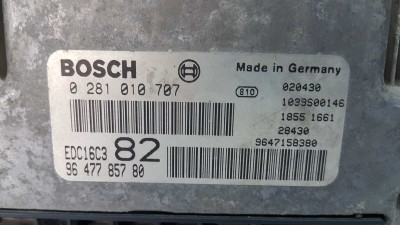 BOSCH
Made in Germany
0 281 010 707
810
020430
1039S00146
1855 1661
28430
9647158380
EDC16C3 82
96 477 857 80